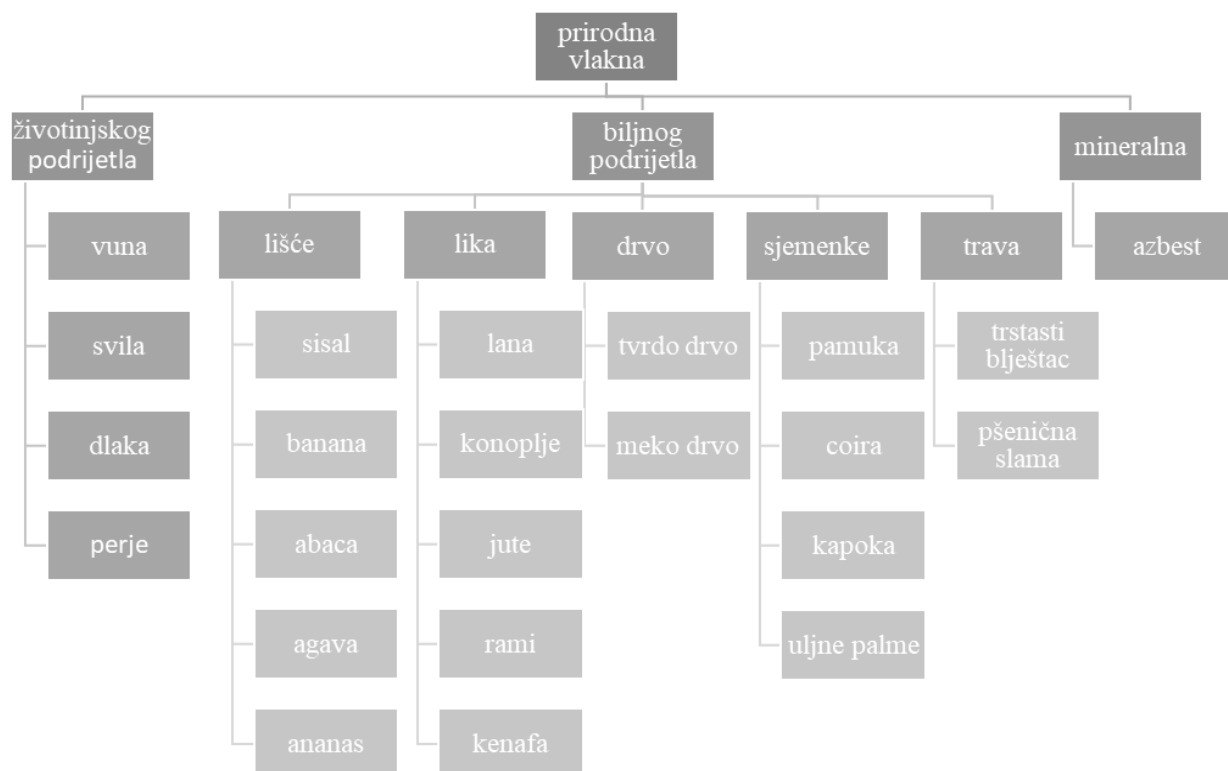 prirodna
vlakna
životinjskog
podrijetla
biljnog
podrijetla
mineralna
vuna
lišće
lika
drvo
sjemenke
trava
azbest
svila
sisal
lana
tvrdo drvo
pamuka
trstasti
blještac
dlaka
banana
konoplje
meko drvo
coira
pšenična
slama
perje
abaca
jute
kapoka
agava
rami
uljne palme
ananas
kenafa